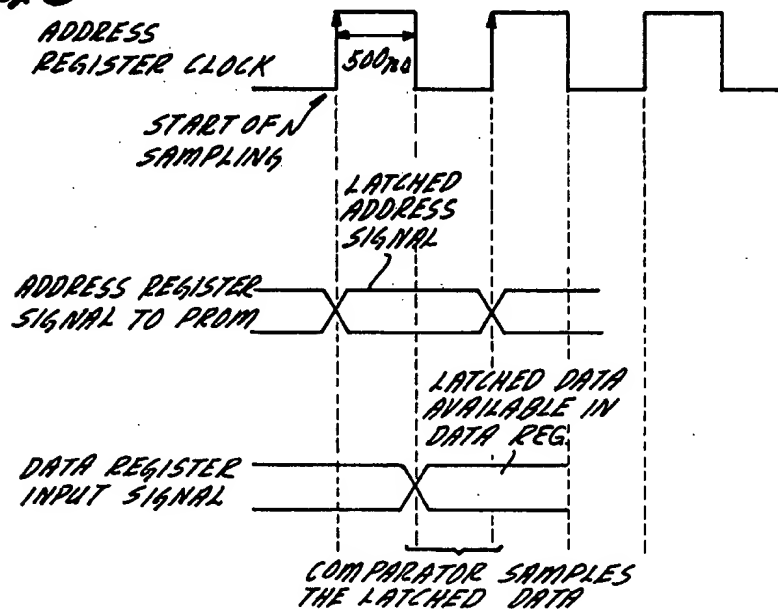 ADDRESS
REGISTER CLOCK
500ns
START OF
SAMPLING
LATCHED
ADDRESS
SIGNAL
ADDRESS REGISTER
SIGNAL TO PROM
LATCHED DATA
AVAILABLE IN
DATA REG.
DATA REGISTER
INPUT SIGNAL
COMPARATOR SAMPLES
THE LATCHED DATA